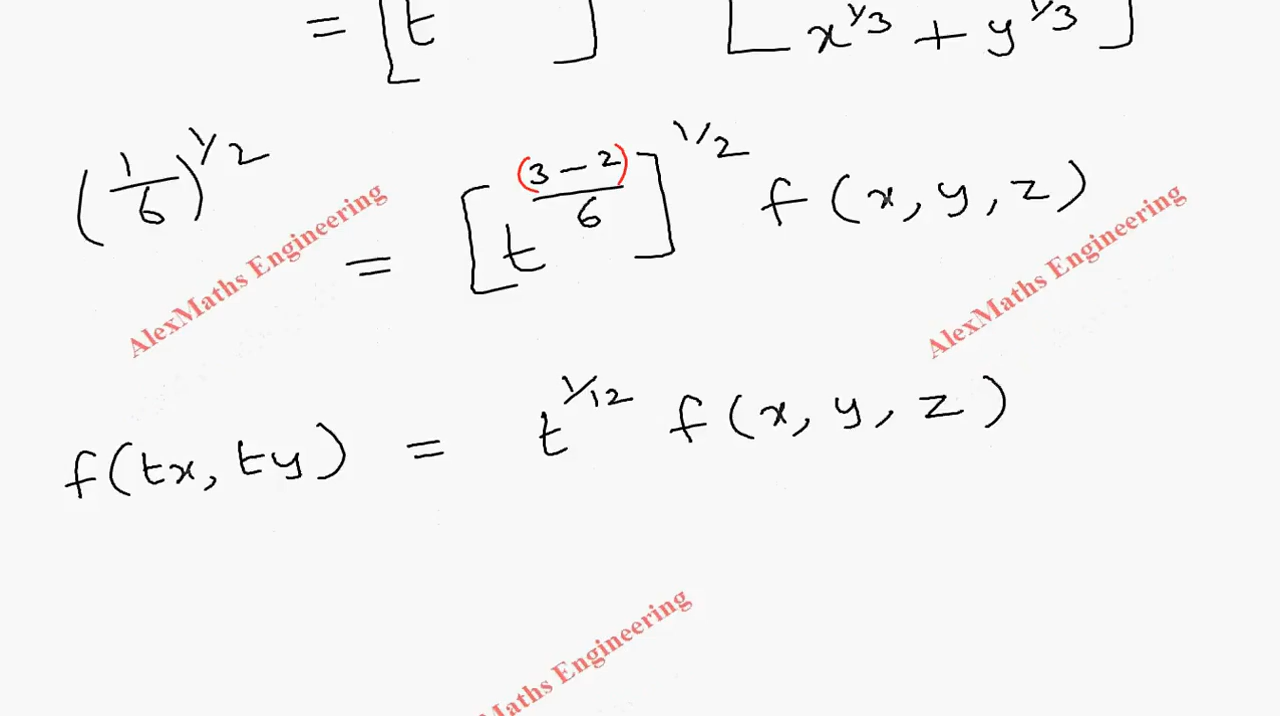 = [t ] [ x^1/3 + y^1/3 ]
(1/6)^1/2 = [t^(3-2)/6]^1/2 f(x, y, z)
AlexMaths Engineering
AlexMaths Engineering
f(tx, ty) = t^1/12 f(x, y, z)
Maths Engineering